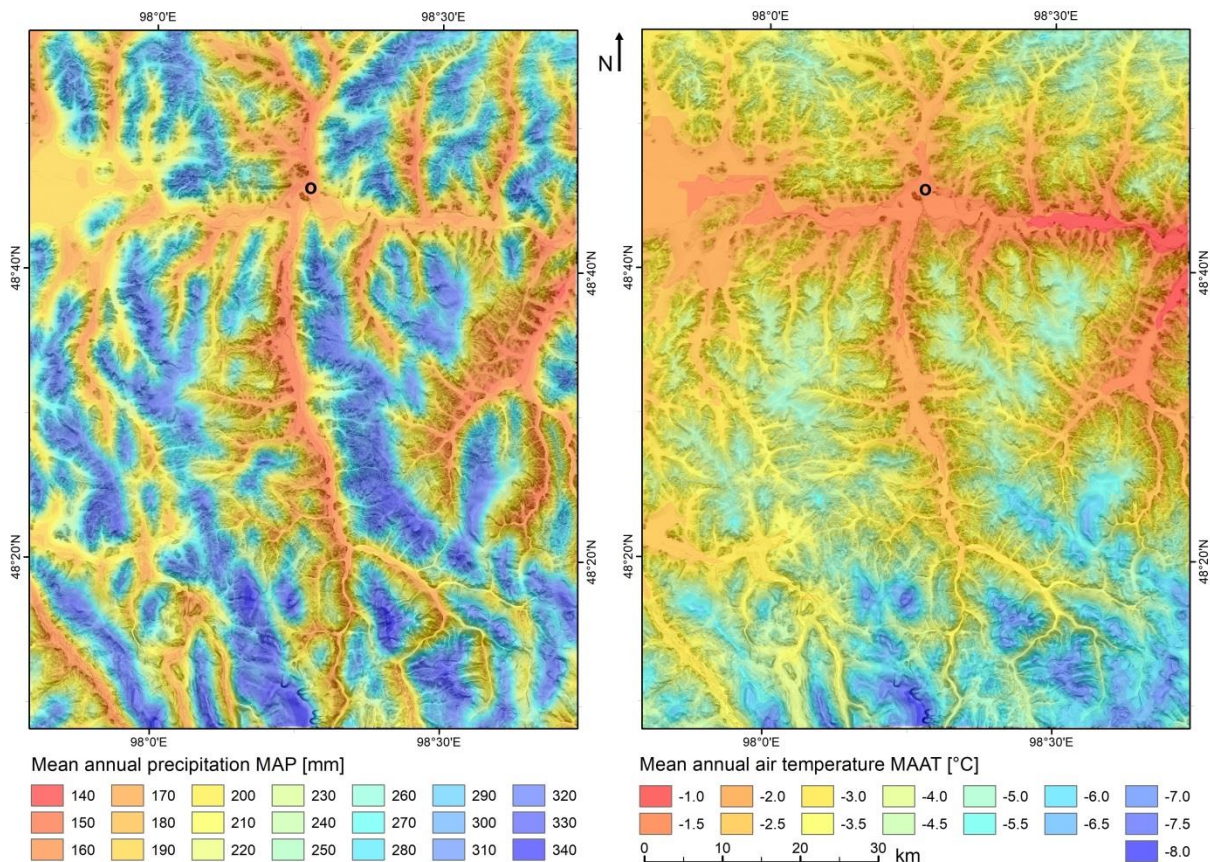 98°0'E 98°30'E 98°0'E 98°30'E
N
o o
48°40'N 48°40'N 48°40'N
48°20'N 48°20'N 48°20'N
98°0'E 98°30'E 98°0'E 98°30'E
Mean annual precipitation MAP [mm]
140 170 200 230 260 290 320
150 180 210 240 270 300 330
160 190 220 250 280 310 340
Mean annual air temperature MAAT [°C]
-1.0 -2.0 -3.0 -4.0 -5.0 -6.0 -7.0
-1.5 -2.5 -3.5 -4.5 -5.5 -6.5 -7.5
-8.0
0 10 20 30 km